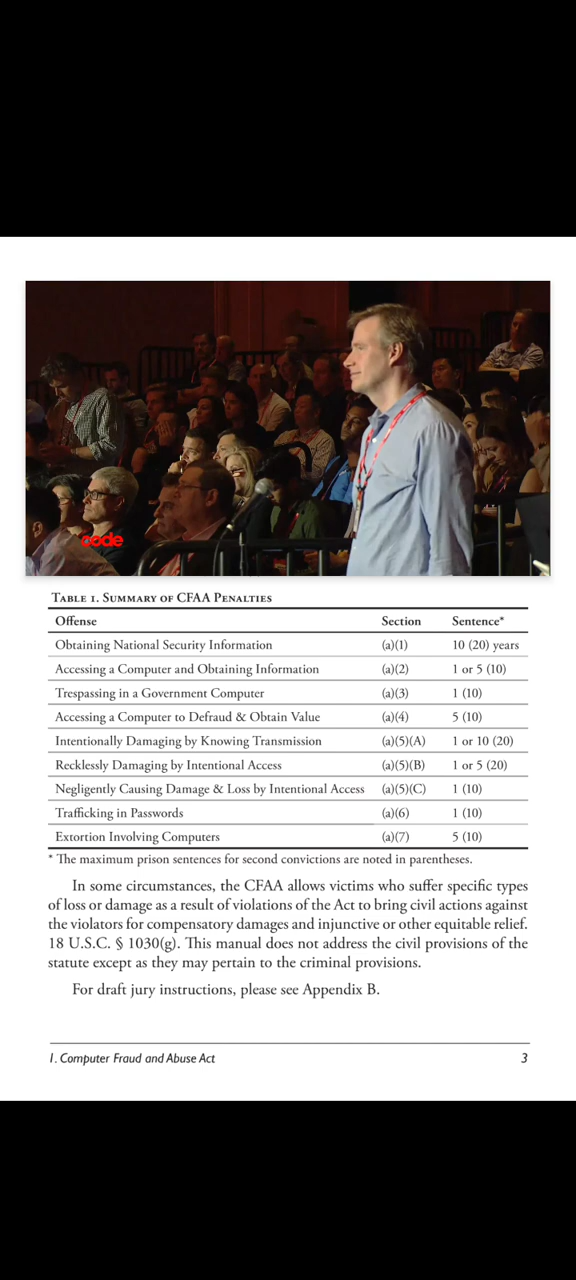 code
TABLE 1. SUMMARY OF CFAA PENALTIES
Offense Section Sentence*
Obtaining National Security Information (a)(1) 10 (20) years
Accessing a Computer and Obtaining Information (a)(2) 1 or 5 (10)
Trespassing in a Government Computer (a)(3) 1 (10)
Accessing a Computer to Defraud & Obtain Value (a)(4) 5 (10)
Intentionally Damaging by Knowing Transmission (a)(5)(A) 1 or 10 (20)
Recklessly Damaging by Intentional Access (a)(5)(B) 1 or 5 (20)
Negligently Causing Damage & Loss by Intentional Access (a)(5)(C) 1 (10)
Trafficking in Passwords (a)(6) 1 (10)
Extortion Involving Computers (a)(7) 5 (10)
* The maximum prison sentences for second convictions are noted in parentheses.
In some circumstances, the CFAA allows victims who suffer specific types
of loss or damage as a result of violations of the Act to bring civil actions against
the violators for compensatory damages and injunctive or other equitable relief.
18 U.S.C. § 1030(g). This manual does not address the civil provisions of the
statute except as they may pertain to the criminal provisions.
For draft jury instructions, please see Appendix B.
1. Computer Fraud and Abuse Act 3